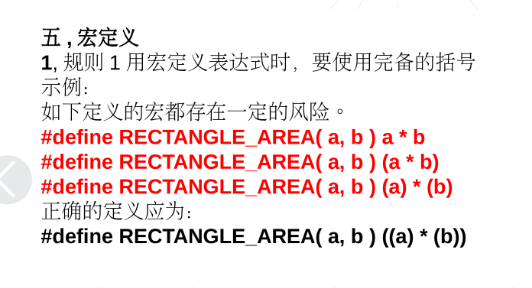 五 , 宏定义
1, 规则 1 用宏定义表达式时，要使用完备的括号
示例：
如下定义的宏都存在一定的风险。
#define RECTANGLE_AREA( a, b ) a * b
#define RECTANGLE_AREA( a, b ) (a * b)
#define RECTANGLE_AREA( a, b ) (a) * (b)
正确的定义应为：
#define RECTANGLE_AREA( a, b ) ((a) * (b))